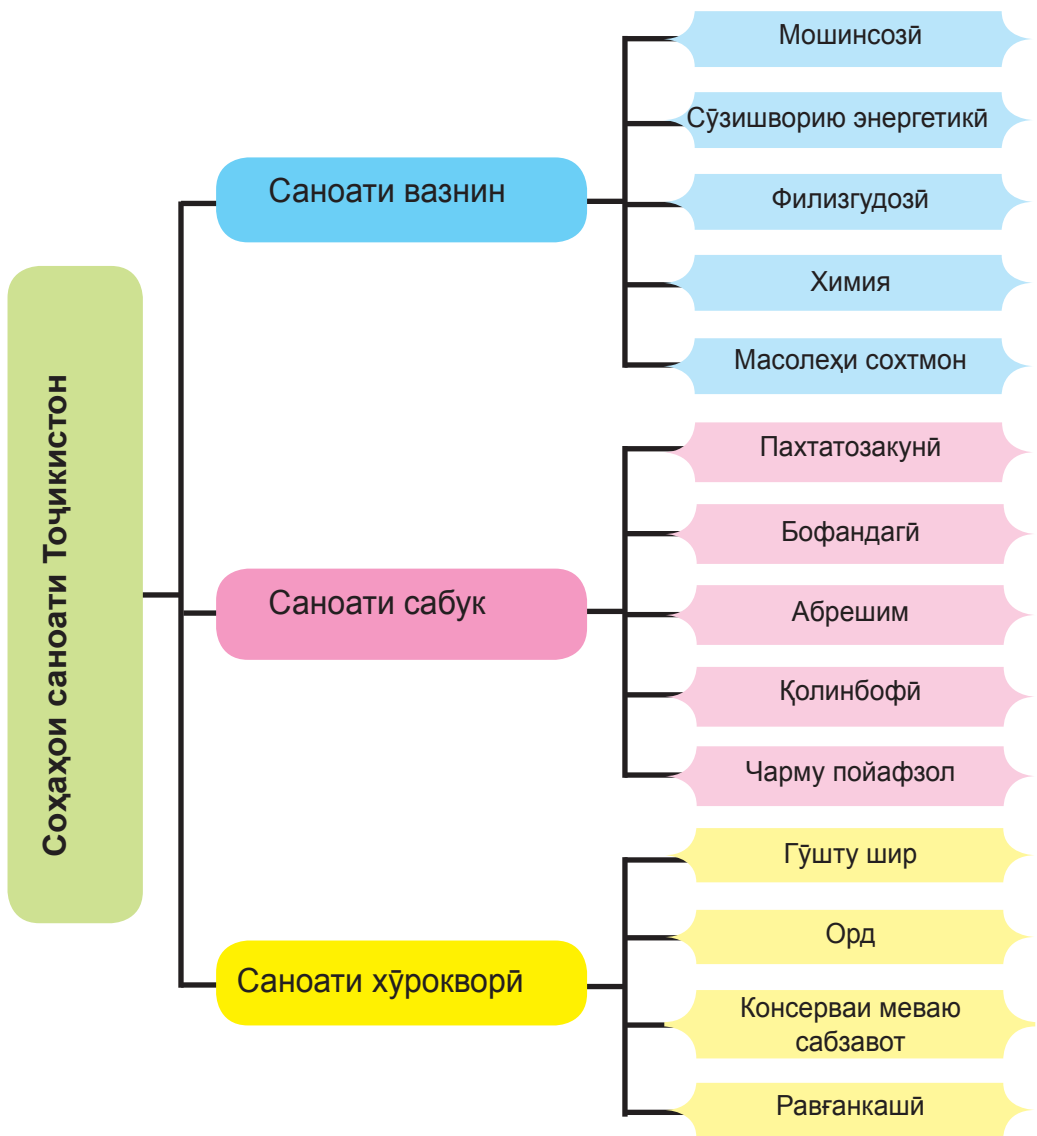 Соҳаҳои саноати Тоҷикистон
Саноати вазнин
Мошинсозӣ
Сӯзишворию энергетикӣ
Филизгудозӣ
Химия
Масолеҳи сохтмон
Саноати сабук
Пахтатозакунӣ
Бофандагӣ
Абрешим
Қолинбофӣ
Чарму пойафзол
Саноати хӯрокворӣ
Гӯшту шир
Орд
Консерваи меваю
сабзавот
Равғанкашӣ